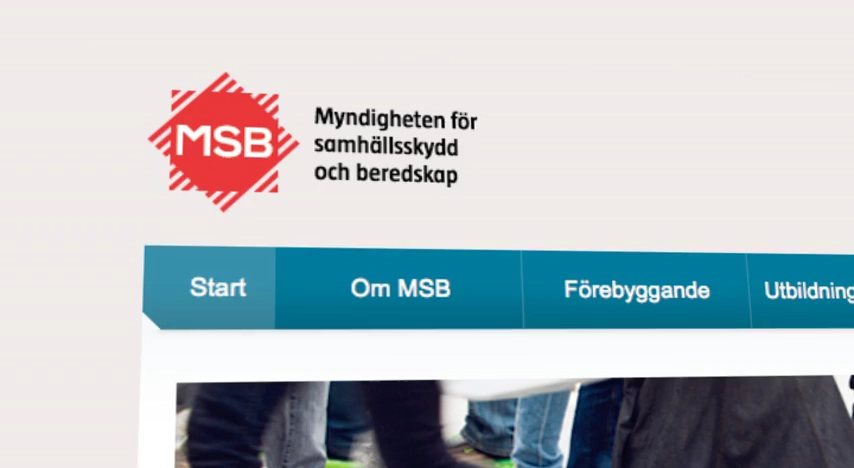 MSB
Myndigheten för
samhällsskydd
och beredskap
Start
Om MSB
Förebyggande
Utbildning